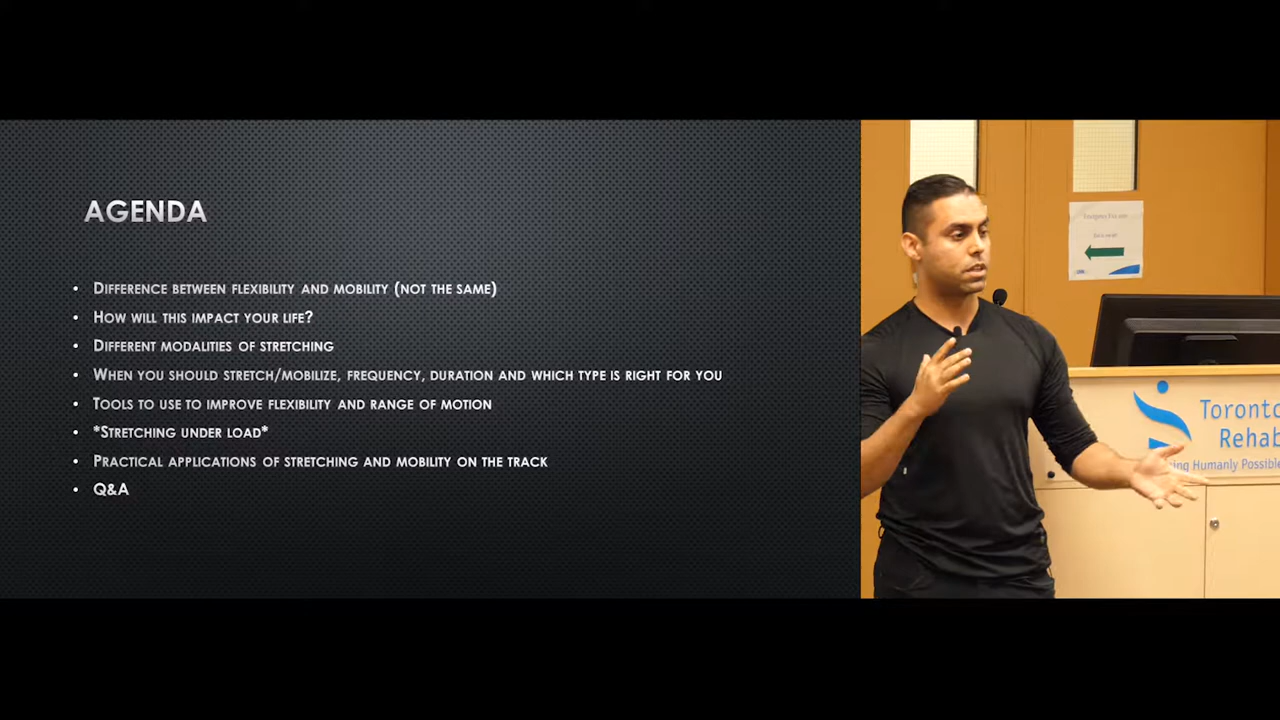 AGENDA
• DIFFERENCE BETWEEN FLEXIBILITY AND MOBILITY (NOT THE SAME)
• HOW WILL THIS IMPACT YOUR LIFE?
• DIFFERENT MODALITIES OF STRETCHING
• WHEN YOU SHOULD STRETCH/MOBILIZE, FREQUENCY, DURATION AND WHICH TYPE IS RIGHT FOR YOU
• TOOLS TO USE TO IMPROVE FLEXIBILITY AND RANGE OF MOTION
• *STRETCHING UNDER LOAD*
• PRACTICAL APPLICATIONS OF STRETCHING AND MOBILITY ON THE TRACK
• Q&A
Toronto
Rehab
Humanly Possible